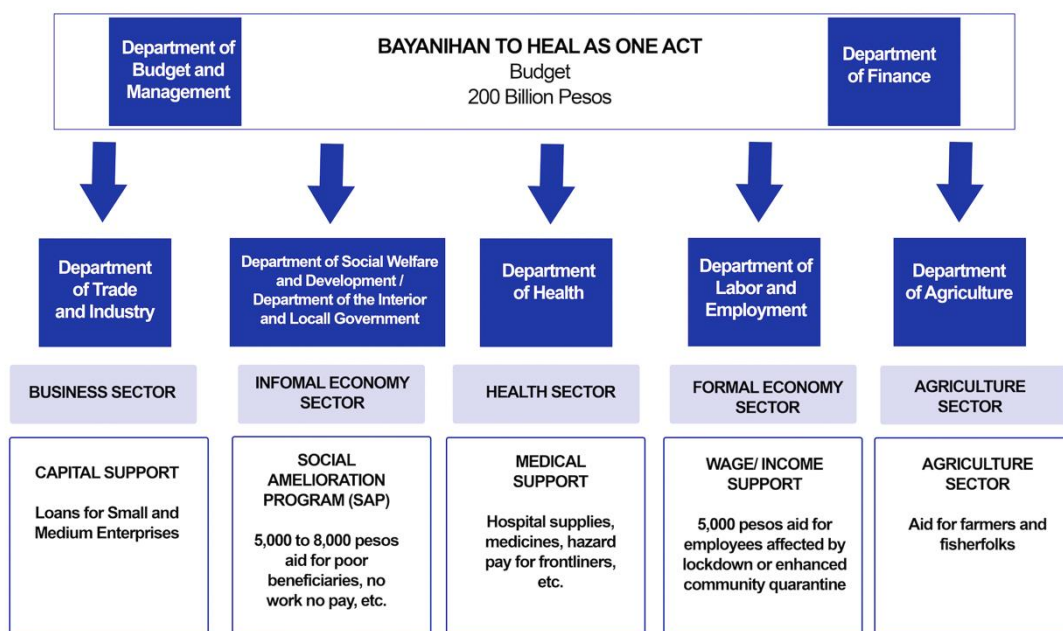 Department of
Budget and
Management
BAYANIHAN TO HEAL AS ONE ACT
Budget
200 Billion Pesos
Department
of Finance
Department
of Trade
and Industry
Department of Social Welfare
and Development /
Department of the Interior
and Locall Government
Department
of Health
Department of
Labor and
Employment
Department
of Agriculture
BUSINESS SECTOR
INFOMAL ECONOMY
SECTOR
HEALTH SECTOR
FORMAL ECONOMY
SECTOR
AGRICULTURE
SECTOR
CAPITAL SUPPORT
Loans for Small and
Medium Enterprises
SOCIAL
AMELIORATION
PROGRAM (SAP)
5,000 to 8,000 pesos
aid for poor
beneficiaries, no
work no pay, etc.
MEDICAL
SUPPORT
Hospital supplies,
medicines, hazard
pay for frontliners,
etc.
WAGE/ INCOME
SUPPORT
5,000 pesos aid for
employees affected by
lockdown or enhanced
community quarantine
AGRICULTURE
SECTOR
Aid for farmers and
fisherfolks